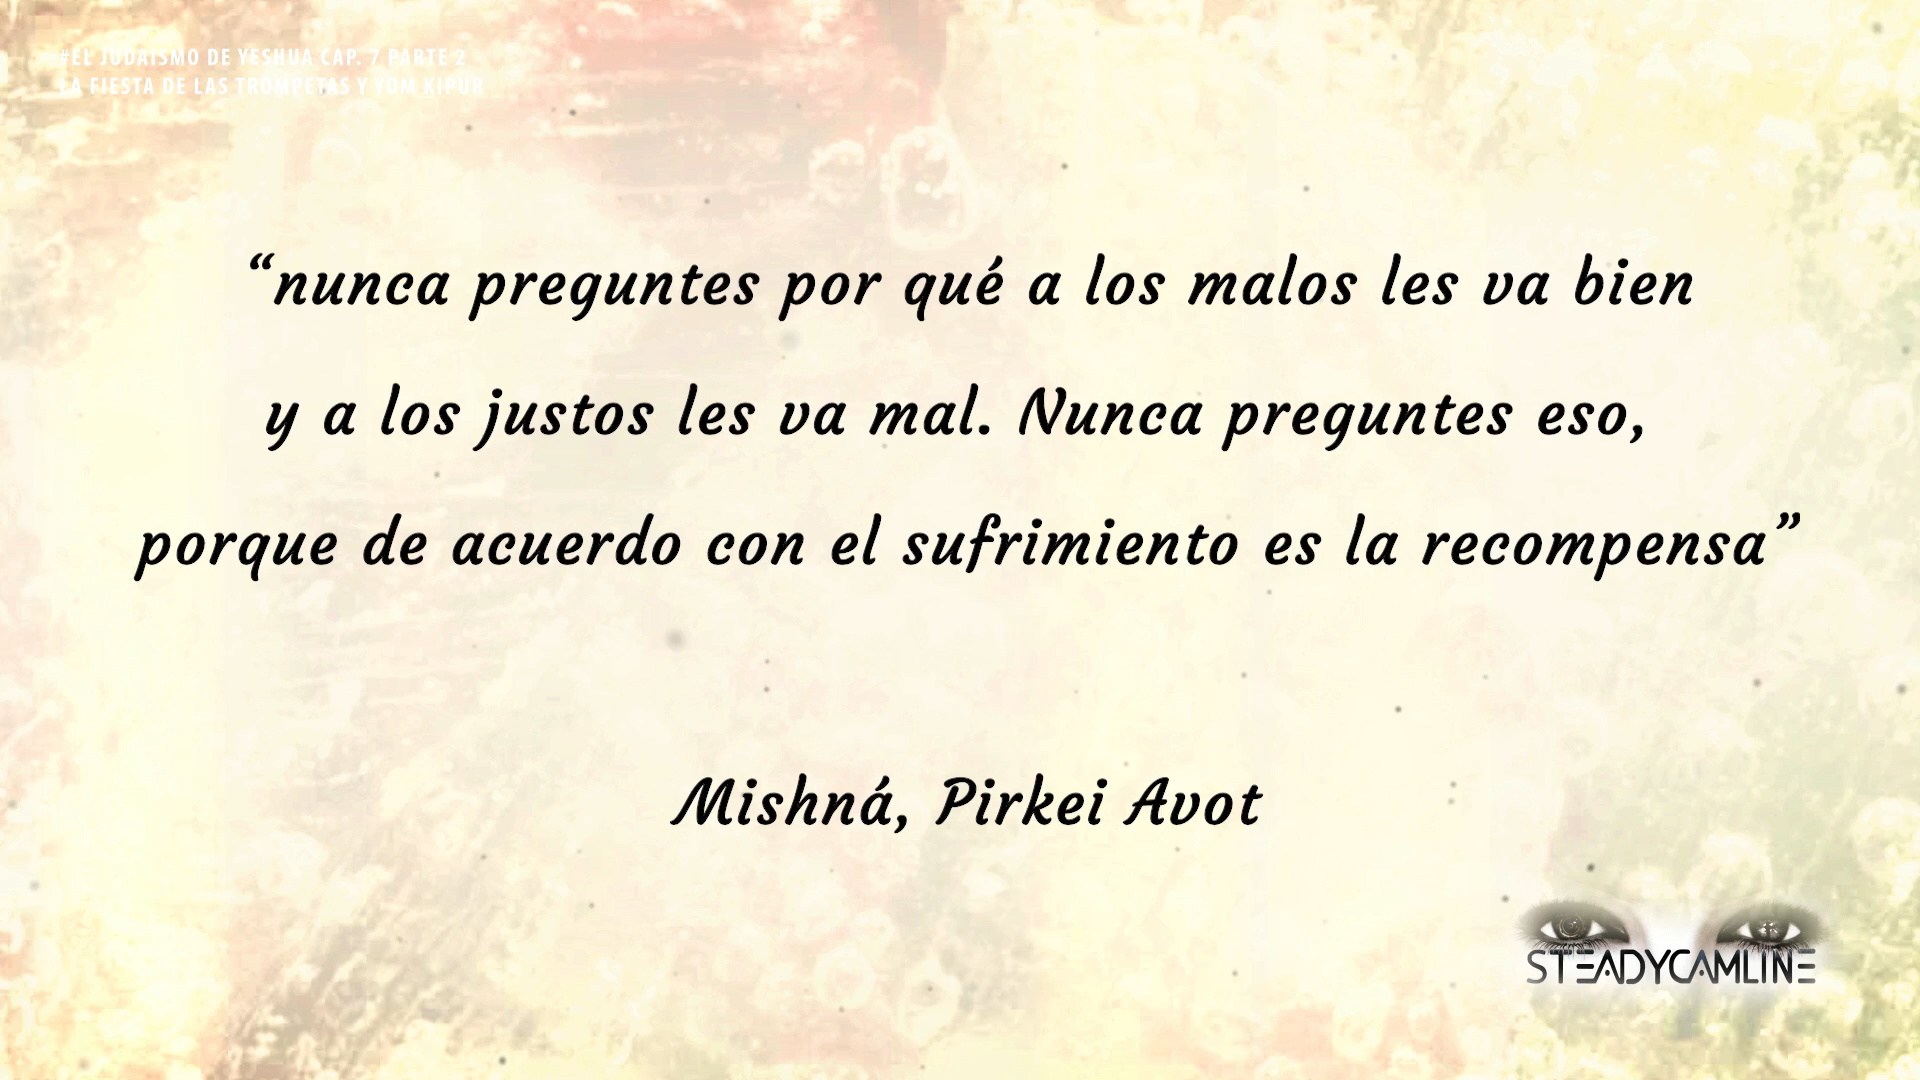 #EL JUDAISMO DE YESHUA CAP. 7 PARTE 2
LA FIESTA DE LAS TROMPETAS Y YOM KIPUR
“nunca preguntes por qué a los malos les va bien
y a los justos les va mal. Nunca preguntes eso,
porque de acuerdo con el sufrimiento es la recompensa”
Mishná, Pirkei Avot
STEADYCAMLINE